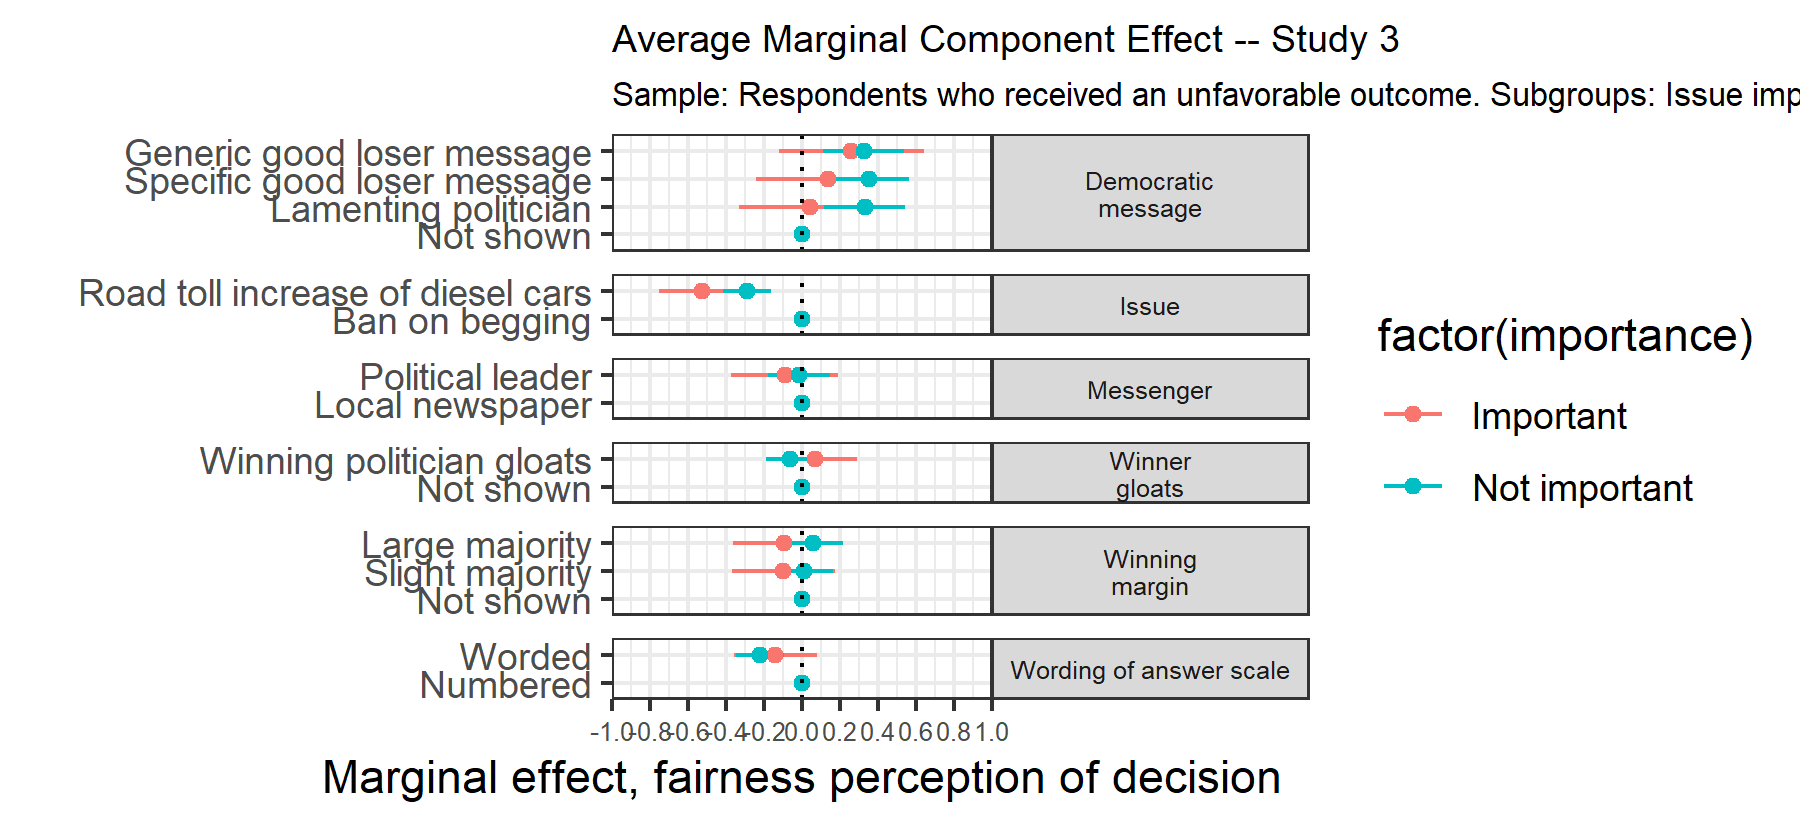 Average Marginal Component Effect -- Study 3
Sample: Respondents who received an unfavorable outcome. Subgroups: Issue imp
Generic good loser message
Specific good loser message
Lamenting politician
Not shown
Democratic
message
Road toll increase of diesel cars
Ban on begging
Issue
Political leader
Local newspaper
Messenger
Winning politician gloats
Not shown
Winner
gloats
Large majority
Slight majority
Not shown
Winning
margin
Worded
Numbered
Wording of answer scale
-1.0 -0.8 -0.6 -0.4 -0.2 0.0 0.2 0.4 0.6 0.8 1.0
Marginal effect, fairness perception of decision
factor(importance)
Important
Not important